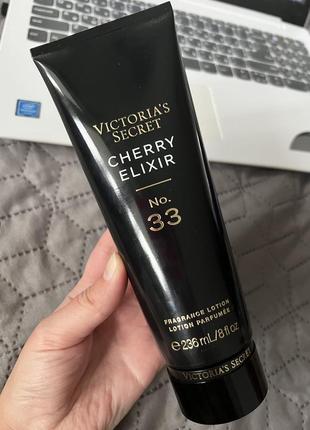 VICTORIA'S
SECRET
CHERRY
ELIXIR
No.
33
FRAGRANCE LOTION
LOTION PARFUMÉE
℮ 236 mL/8 fl oz
VICTORIA'S SECRET